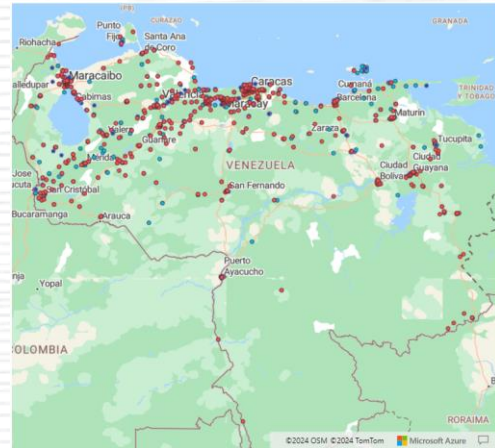 CURAZAO
GRANADA
Punto
Fijo
Santa Ana
de Coro
Riohacha
Maracaibo
Caracas
Valencia
Cumaná
TRINIDAD
Y TOBAGO
Cabimas
Maracay
Barcelona
Maturín
Valera
Guanare
Zaraza
Tucupita
Mérida
VENEZUELA
Ciudad
Bolívar
Ciudad
Guayana
San Cristóbal
San Fernando
Bucaramanga
Arauca
Puerto
Ayacucho
Yopal
COLOMBIA
RORAIMA
©2024 OSM ©2024 TomTom
Microsoft Azure